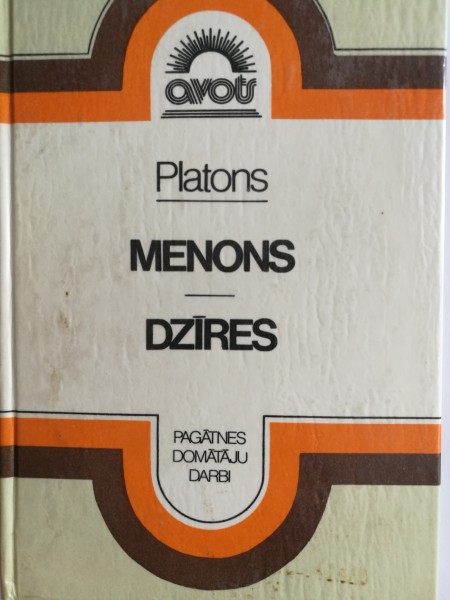 avots
Platons
MENONS
DZĪRES
PAGĀTNES
DOMĀTĀJU
DARBI